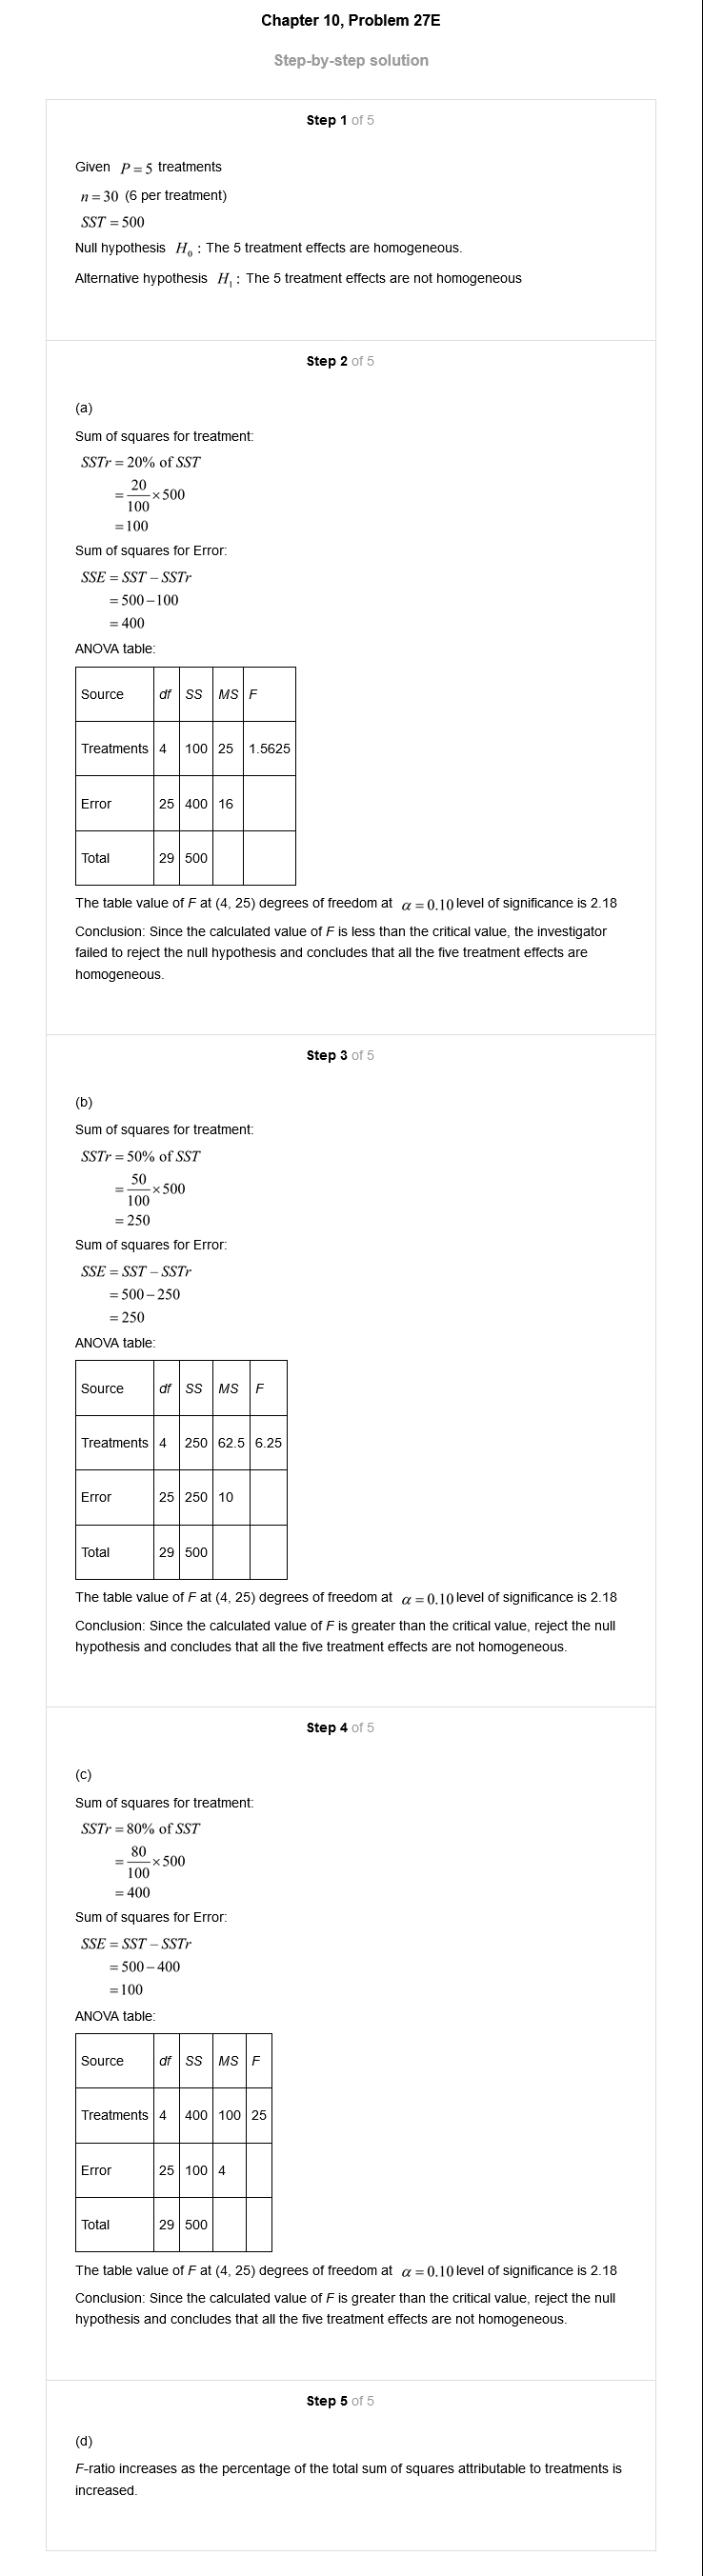 Chapter 10, Problem 27E
Step-by-step solution
Step 1 of 5
Given P = 5 treatments
n = 30 (6 per treatment)
SST = 500
Null hypothesis H₀ : The 5 treatment effects are homogeneous.
Alternative hypothesis H₁ : The 5 treatment effects are not homogeneous
Step 2 of 5
(a)
Sum of squares for treatment:
SSTr = 20% of SST
= 20/100 × 500
= 100
Sum of squares for Error:
SSE = SST − SSTr
= 500 − 100
= 400
ANOVA table:
Source df SS MS F
Treatments 4 100 25 1.5625
Error 25 400 16
Total 29 500
The table value of F at (4, 25) degrees of freedom at α = 0.10 level of significance is 2.18
Conclusion: Since the calculated value of F is less than the critical value, the investigator
failed to reject the null hypothesis and concludes that all the five treatment effects are
homogeneous.
Step 3 of 5
(b)
Sum of squares for treatment:
SSTr = 50% of SST
= 50/100 × 500
= 250
Sum of squares for Error:
SSE = SST − SSTr
= 500 − 250
= 250
ANOVA table:
Source df SS MS F
Treatments 4 250 62.5 6.25
Error 25 250 10
Total 29 500
The table value of F at (4, 25) degrees of freedom at α = 0.10 level of significance is 2.18
Conclusion: Since the calculated value of F is greater than the critical value, reject the null
hypothesis and concludes that all the five treatment effects are not homogeneous.
Step 4 of 5
(c)
Sum of squares for treatment:
SSTr = 80% of SST
= 80/100 × 500
= 400
Sum of squares for Error:
SSE = SST − SSTr
= 500 − 400
= 100
ANOVA table:
Source df SS MS F
Treatments 4 400 100 25
Error 25 100 4
Total 29 500
The table value of F at (4, 25) degrees of freedom at α = 0.10 level of significance is 2.18
Conclusion: Since the calculated value of F is greater than the critical value, reject the null
hypothesis and concludes that all the five treatment effects are not homogeneous.
Step 5 of 5
(d)
F-ratio increases as the percentage of the total sum of squares attributable to treatments is
increased.